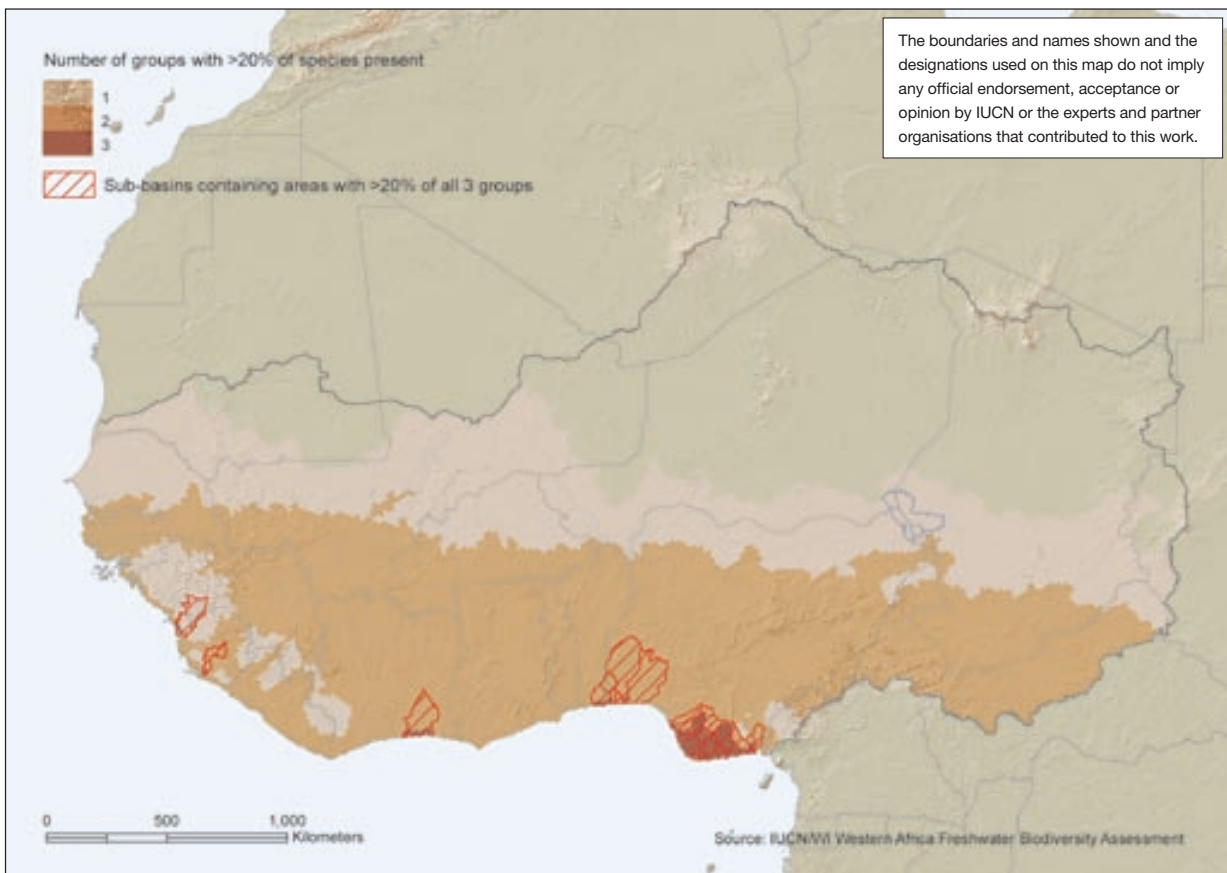 Number of groups with >20% of species present
1
2
3
Sub-basins containing areas with >20% of all 3 groups
The boundaries and names shown and the
designations used on this map do not imply
any official endorsement, acceptance or
opinion by IUCN or the experts and partner
organisations that contributed to this work.
0 500 1,000
Kilometers
Source: IUCN/WI Western Africa Freshwater Biodiversity Assessment